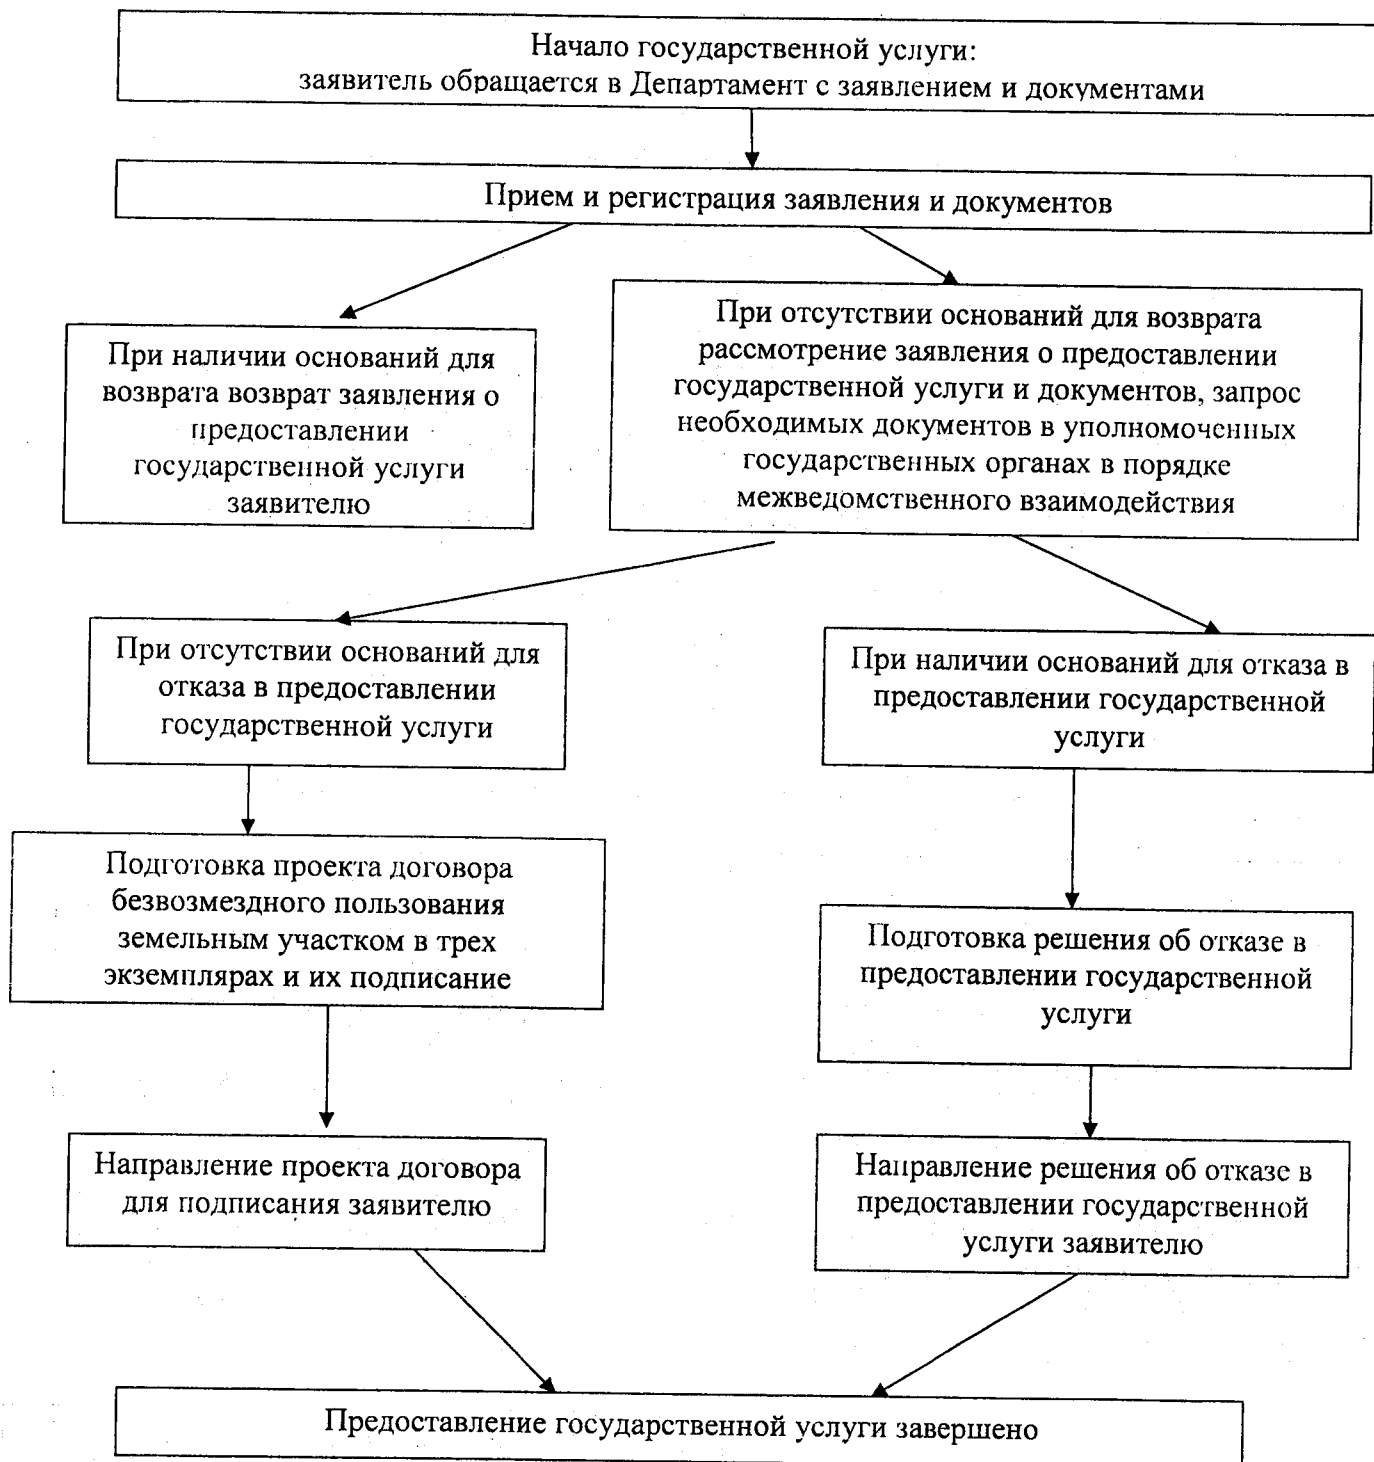 Начало государственной услуги:
заявитель обращается в Департамент с заявлением и документами
Прием и регистрация заявления и документов
При наличии оснований для
возврата возврат заявления о
предоставлении
государственной услуги
заявителю
При отсутствии оснований для возврата
рассмотрение заявления о предоставлении
государственной услуги и документов, запрос
необходимых документов в уполномоченных
государственных органах в порядке
межведомственного взаимодействия
При отсутствии оснований для
отказа в предоставлении
государственной услуги
При наличии оснований для отказа в
предоставлении государственной
услуги
Подготовка проекта договора
безвозмездного пользования
земельным участком в трех
экземплярах и их подписание
Подготовка решения об отказе в
предоставлении государственной
услуги
Направление проекта договора
для подписания заявителю
Направление решения об отказе в
предоставлении государственной
услуги заявителю
Предоставление государственной услуги завершено